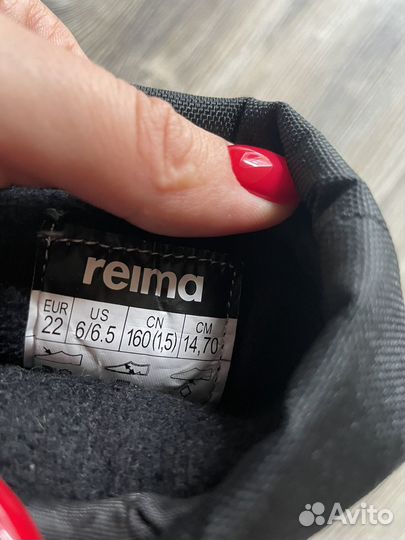 reima
EUR US CN CM
22 6/6.5 160(1,5) 14,70
Avito